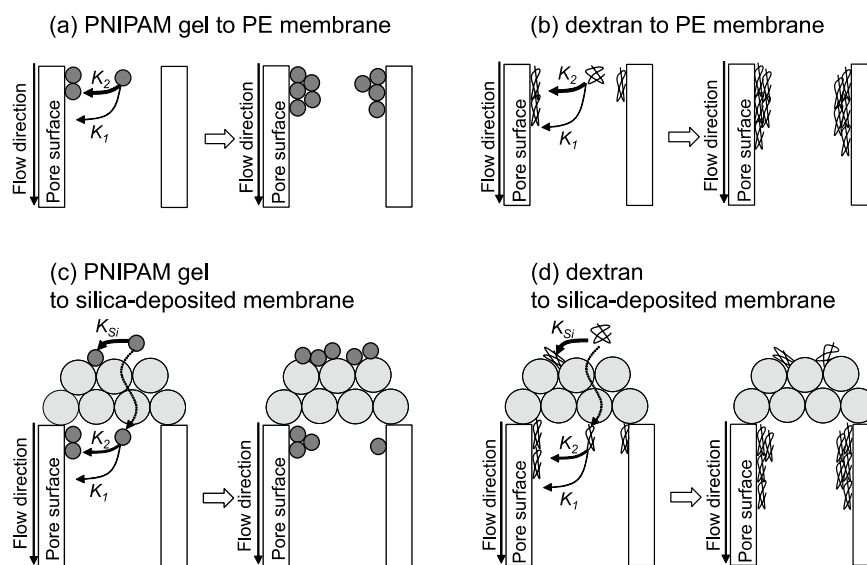 (a) PNIPAM gel to PE membrane
Flow direction
Pore surface
K2
K1
Flow direction
Pore surface
(b) dextran to PE membrane
Flow direction
Pore surface
K2
K1
Flow direction
Pore surface
(c) PNIPAM gel
to silica-deposited membrane
KSi
Flow direction
Pore surface
K2
K1
Flow direction
Pore surface
(d) dextran
to silica-deposited membrane
KSi
Flow direction
Pore surface
K2
K1
Flow direction
Pore surface